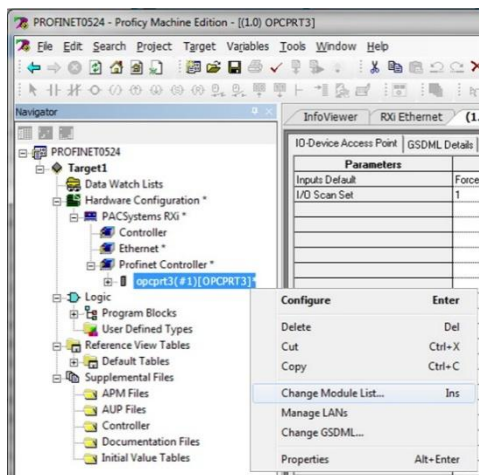 PROFINET0524 - Proficy Machine Edition - [(1.0) OPCPRT3]
File Edit Search Project Target Variables Tools Window Help
Navigator
InfoViewer RXi Ethernet (1.
IO-Device Access Point GSDML Details
Parameters
Inputs Default Force
I/O Scan Set 1
PROFINET0524
Target1
Data Watch Lists
Hardware Configuration *
PACSystems RXi *
Controller
Ethernet *
Profinet Controller *
opcprt3(#1)[OPCPRT3]*
Logic
Program Blocks
User Defined Types
Reference View Tables
Default Tables
Supplemental Files
APM Files
AUP Files
Controller
Documentation Files
Initial Value Tables
Configure Enter
Delete Del
Cut Ctrl+X
Copy Ctrl+C
Change Module List... Ins
Manage LANs
Change GSDML...
Properties Alt+Enter